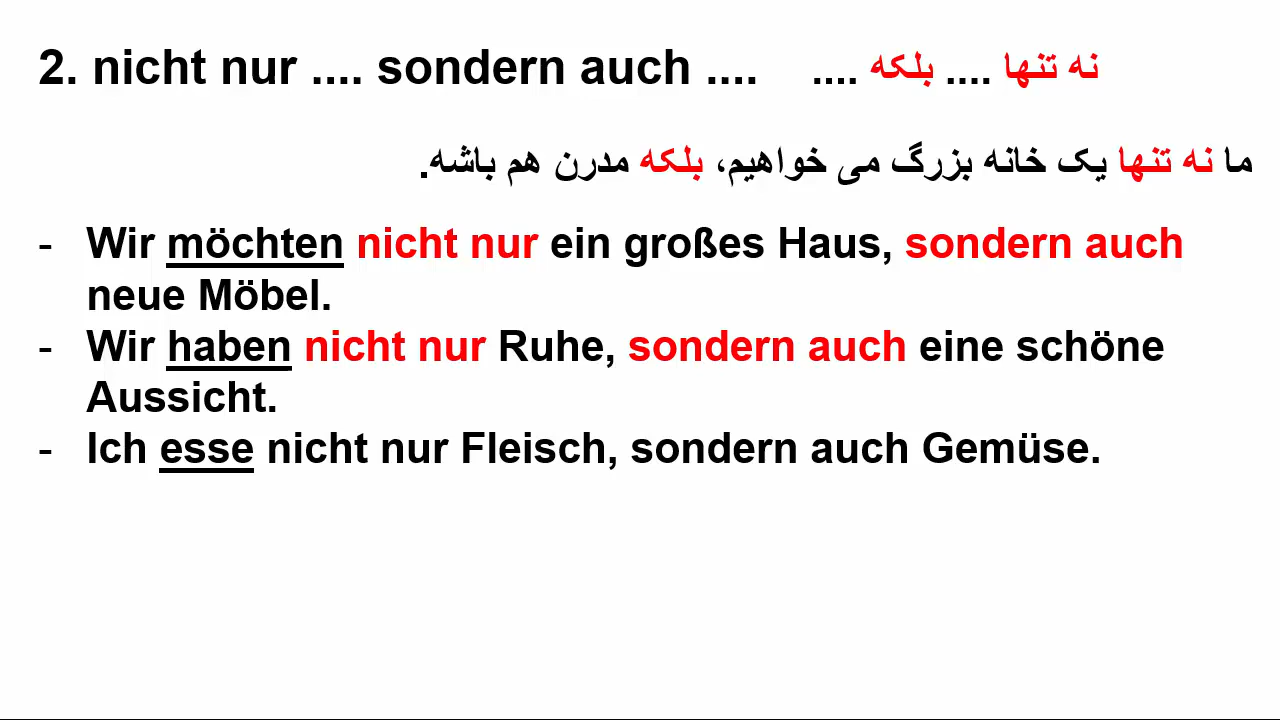 2. nicht nur .... sondern auch .... نه تنها .... بلکه ....
ما نه تنها یک خانه بزرگ می خواهیم، بلکه مدرن هم باشه.
- Wir möchten nicht nur ein großes Haus, sondern auch
neue Möbel.
- Wir haben nicht nur Ruhe, sondern auch eine schöne
Aussicht.
- Ich esse nicht nur Fleisch, sondern auch Gemüse.